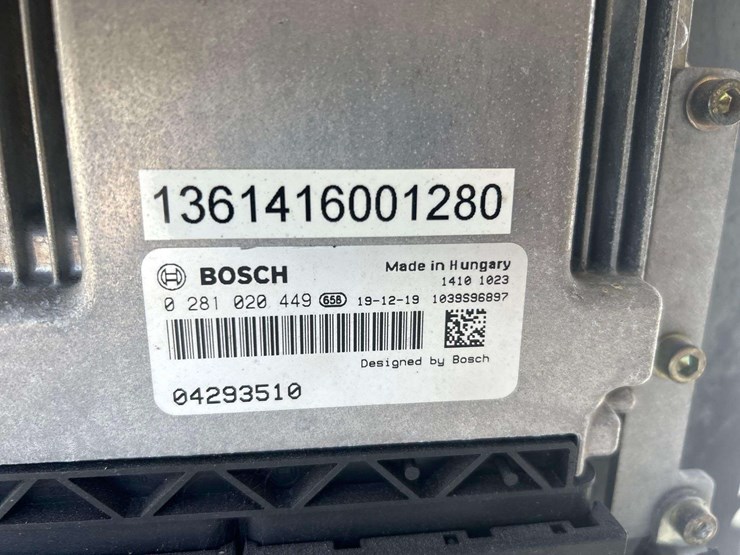 1361416001280
BOSCH
Made in Hungary
1410 1023
0 281 020 449 658 19-12-19 1039S96897
Designed by Bosch
04293510